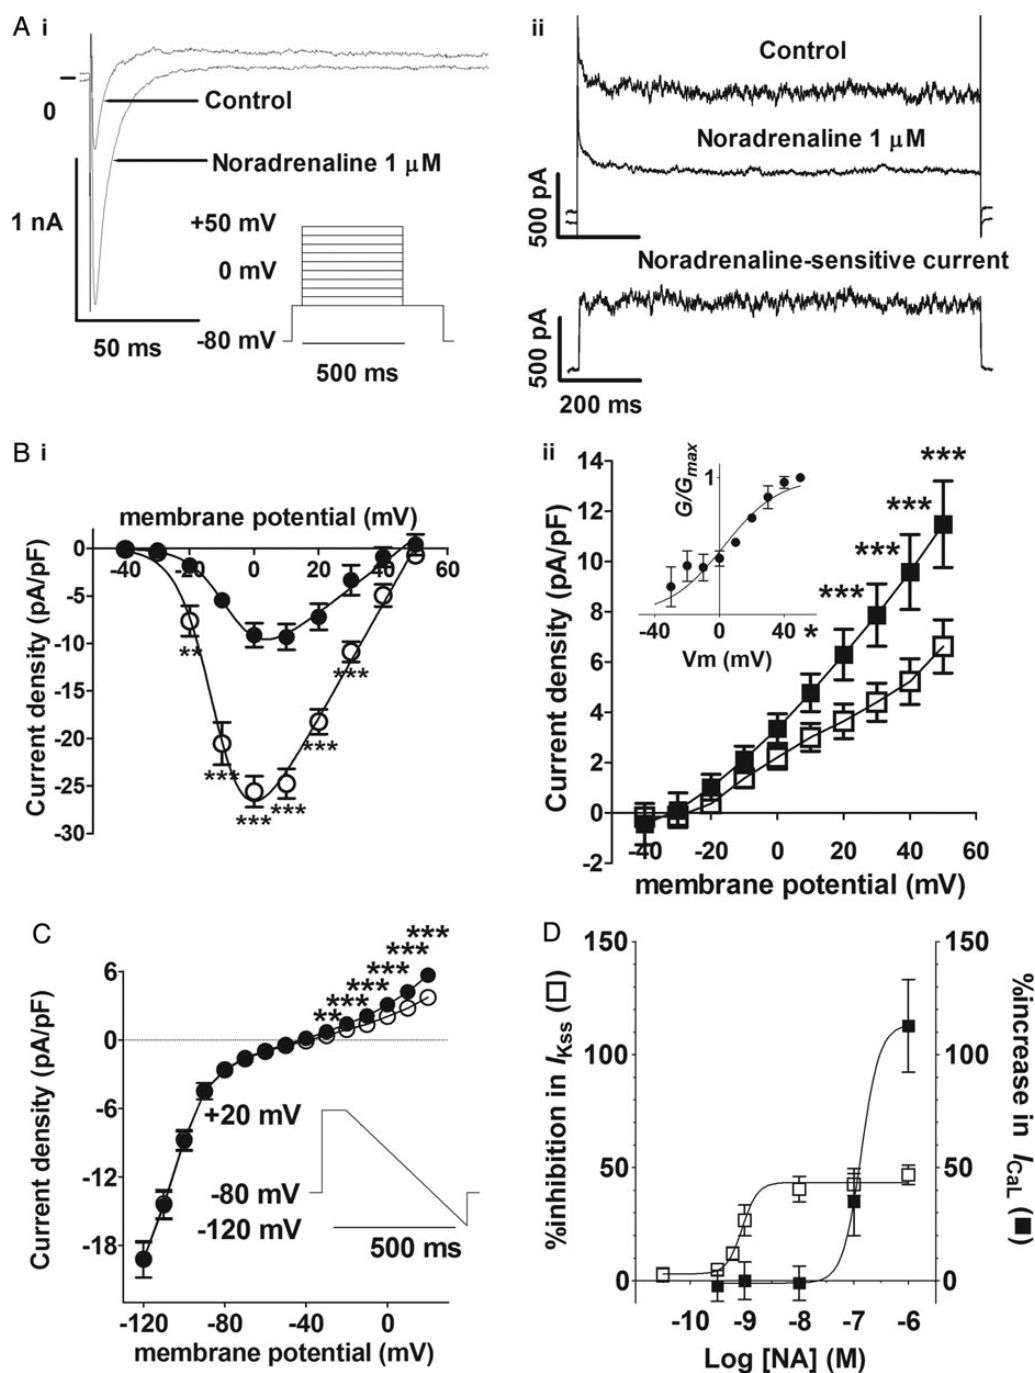 A i
0
Control
Noradrenaline 1 μM
1 nA
50 ms
+50 mV
0 mV
-80 mV
500 ms
ii
Control
Noradrenaline 1 μM
500 pA
Noradrenaline-sensitive current
500 pA
200 ms
B i
membrane potential (mV)
-40 -20 0 20 40 60
0
-5
-10
-15
-20
-25
-30
Current density (pA/pF)
** *** *** *** *** ***
ii
14
12
10
8
6
4
2
0
-2
Current density (pA/pF)
G/Gmax
1
-40 0 40
Vm (mV)
* *** *** *** ***
-40 -20 0 20 40 60
membrane potential (mV)
C
6
0
-6
-12
-18
Current density (pA/pF)
** *** *** *** *** ***
+20 mV
-80 mV
-120 mV
500 ms
-120 -80 -40 0
membrane potential (mV)
D
150
100
50
0
%inhibition in IKss (□)
150
100
50
0
%increase in ICaL (■)
-10 -9 -8 -7 -6
Log [NA] (M)